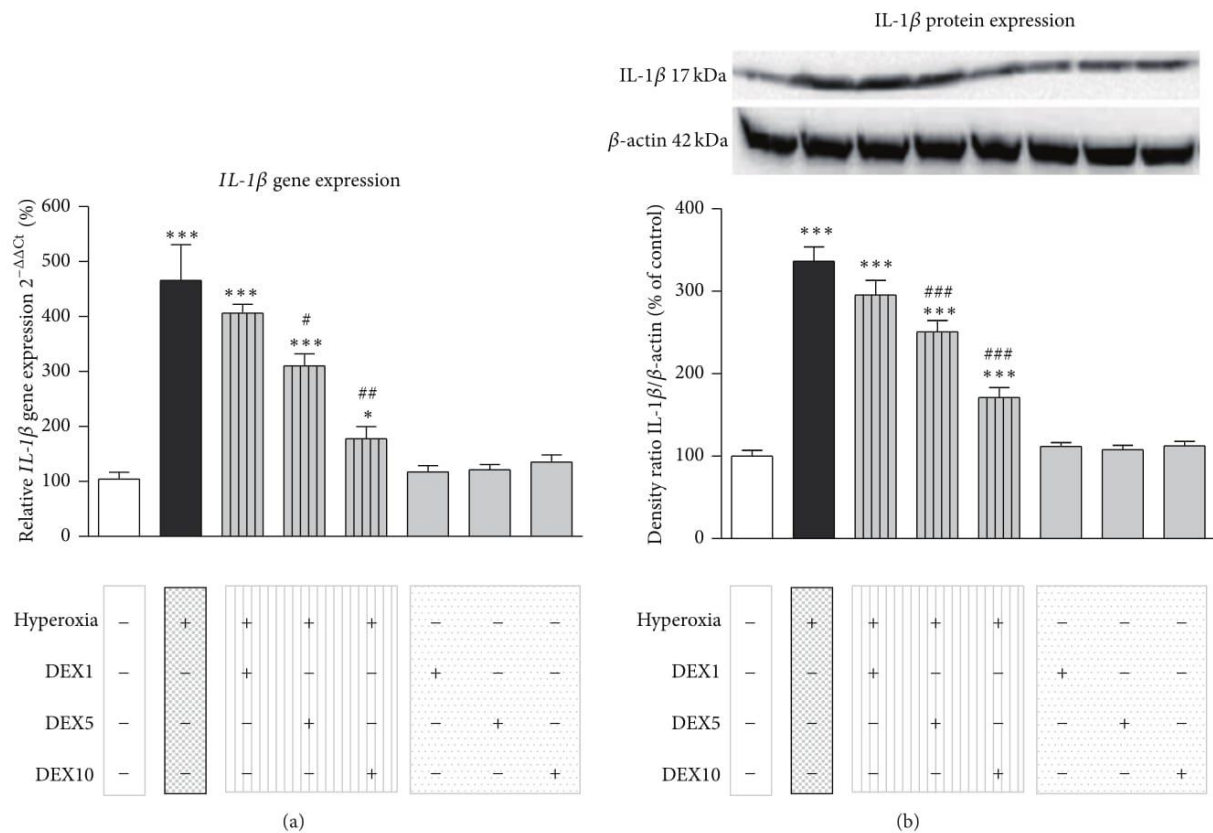 IL-1β gene expression
Relative IL-1β gene expression 2^−ΔΔCt (%)
600
500
400
300
200
100
0
***
***
#
***
##
*
Hyperoxia − + + + + − − −
DEX1 − − + − − + − −
DEX5 − − − + − − + −
DEX10 − − − − + − − +
(a)
IL-1β protein expression
IL-1β 17 kDa
β-actin 42 kDa
Density ratio IL-1β/β-actin (% of control)
400
300
200
100
0
***
***
###
***
###
***
Hyperoxia − + + + + − − −
DEX1 − − + − − + − −
DEX5 − − − + − − + −
DEX10 − − − − + − − +
(b)